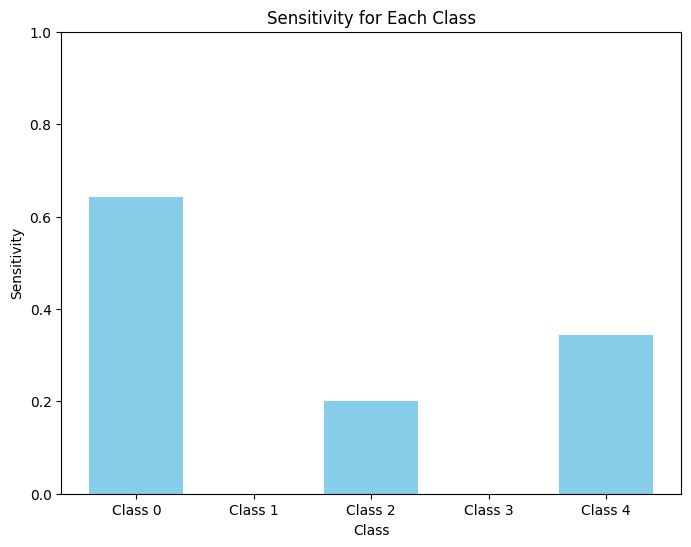 Sensitivity for Each Class
1.0
0.8
0.6
0.4
0.2
0.0
Sensitivity
Class 0
Class 1
Class 2
Class 3
Class 4
Class